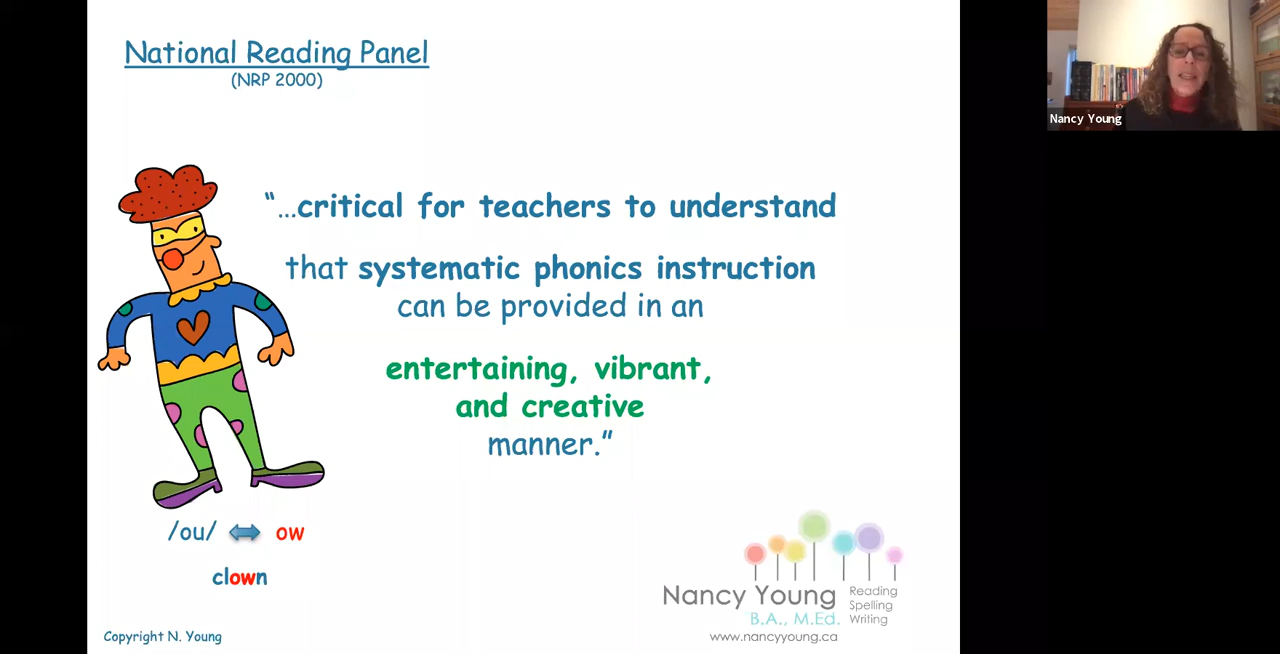 National Reading Panel
(NRP 2000)
“…critical for teachers to understand
that systematic phonics instruction
can be provided in an
entertaining, vibrant,
and creative
manner.”
/ou/ ow
clown
Copyright N. Young
Nancy Young
B.A., M.Ed.
Reading
Spelling
Writing
www.nancyyoung.ca
Nancy Young